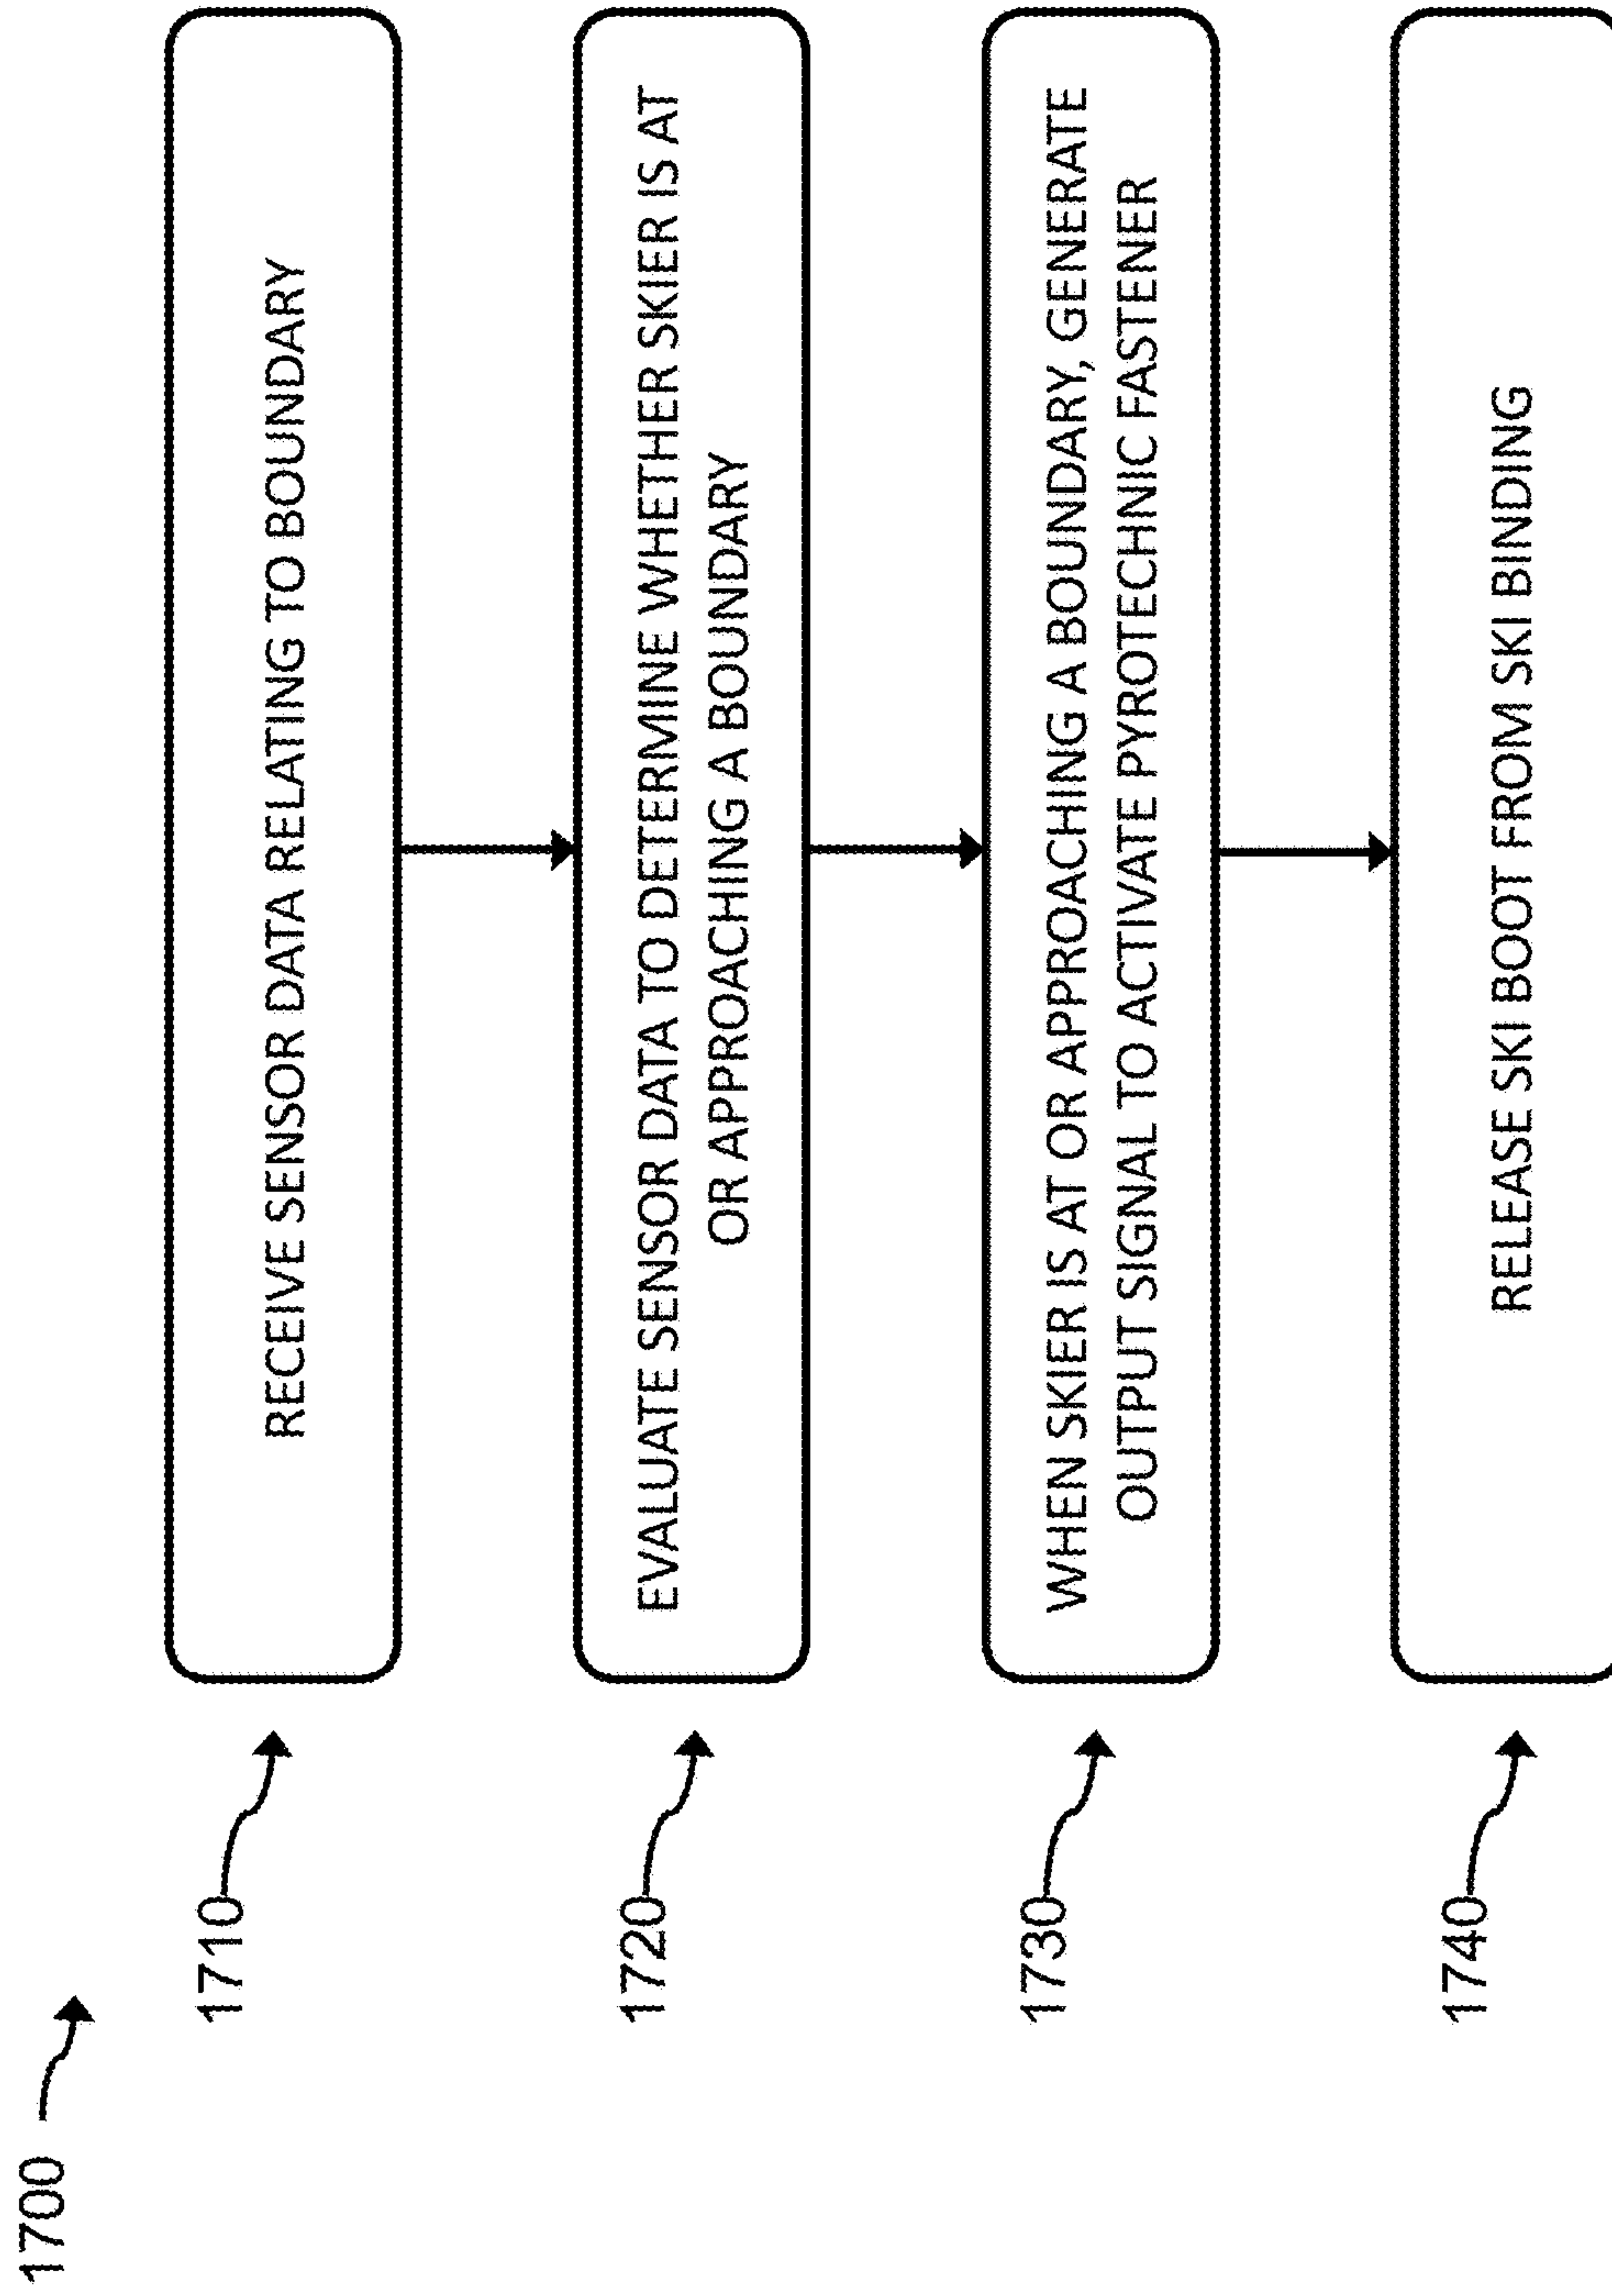 1700
1710
RECEIVE SENSOR DATA RELATING TO BOUNDARY
1720
EVALUATE SENSOR DATA TO DETERMINE WHETHER SKIER IS AT
OR APPROACHING A BOUNDARY
1730
WHEN SKIER IS AT OR APPROACHING A BOUNDARY, GENERATE
OUTPUT SIGNAL TO ACTIVATE PYROTECHNIC FASTENER
1740
RELEASE SKI BOOT FROM SKI BINDING